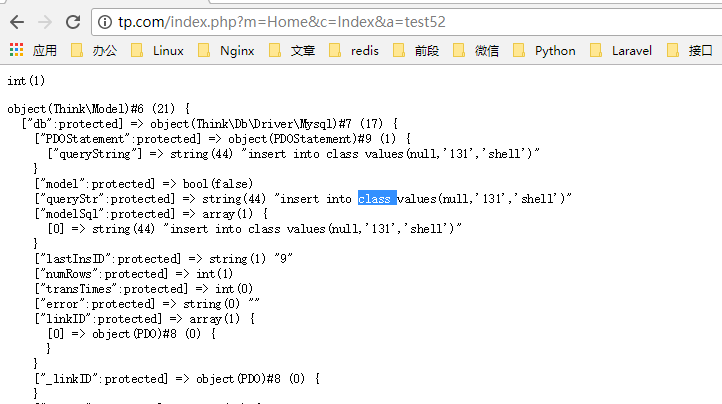 tp.com/index.php?m=Home&c=Index&a=test52
应用 办公 Linux Nginx 文章 redis 前段 微信 Python Laravel 接口
int(1)
object(Think\Model)#6 (21) {
["db":protected] => object(Think\Db\Driver\Mysql)#7 (17) {
["PDOStatement":protected] => object(PDOStatement)#9 (1) {
["queryString"] => string(44) "insert into class values(null,'131','shell')"
}
["model":protected] => bool(false)
["queryStr":protected] => string(44) "insert into class values(null,'131','shell')"
["modelSql":protected] => array(1) {
[0] => string(44) "insert into class values(null,'131','shell')"
}
["lastInsID":protected] => string(1) "9"
["numRows":protected] => int(1)
["transTimes":protected] => int(0)
["error":protected] => string(0) ""
["linkID":protected] => array(1) {
[0] => object(PDO)#8 (0) {
}
}
["_linkID":protected] => object(PDO)#8 (0) {
}